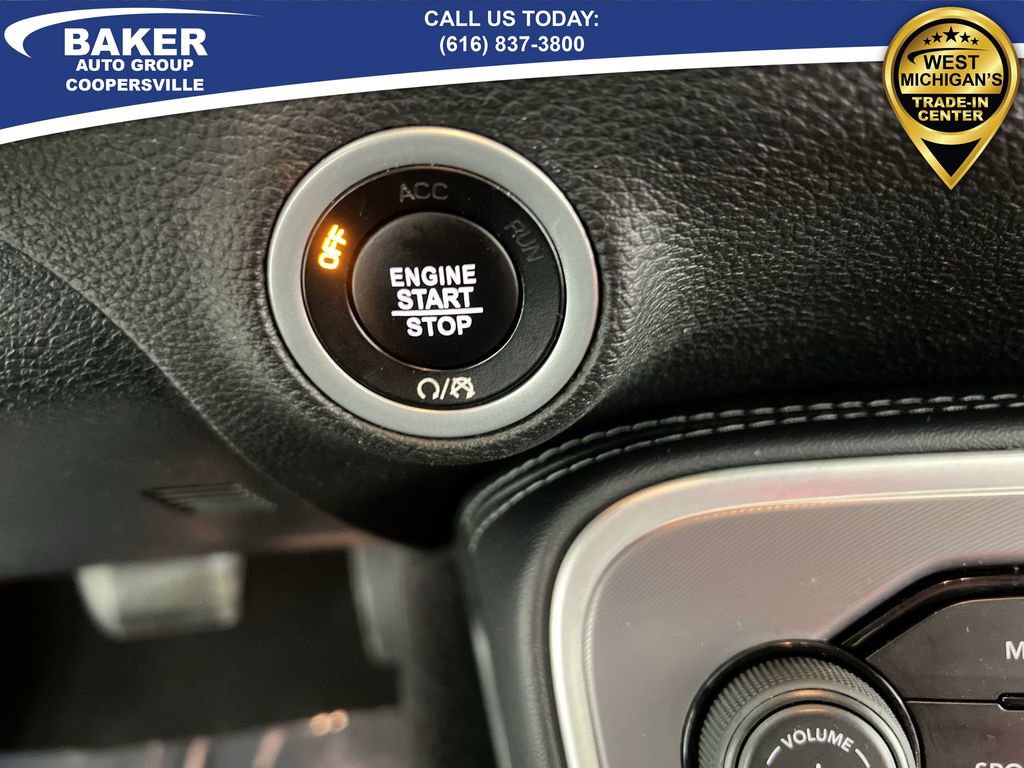 BAKER
AUTO GROUP
COOPERSVILLE
CALL US TODAY:
(616) 837-3800
WEST
MICHIGAN'S
TRADE-IN
CENTER
ACC
OFF
RUN
ENGINE
START
STOP
VOLUME